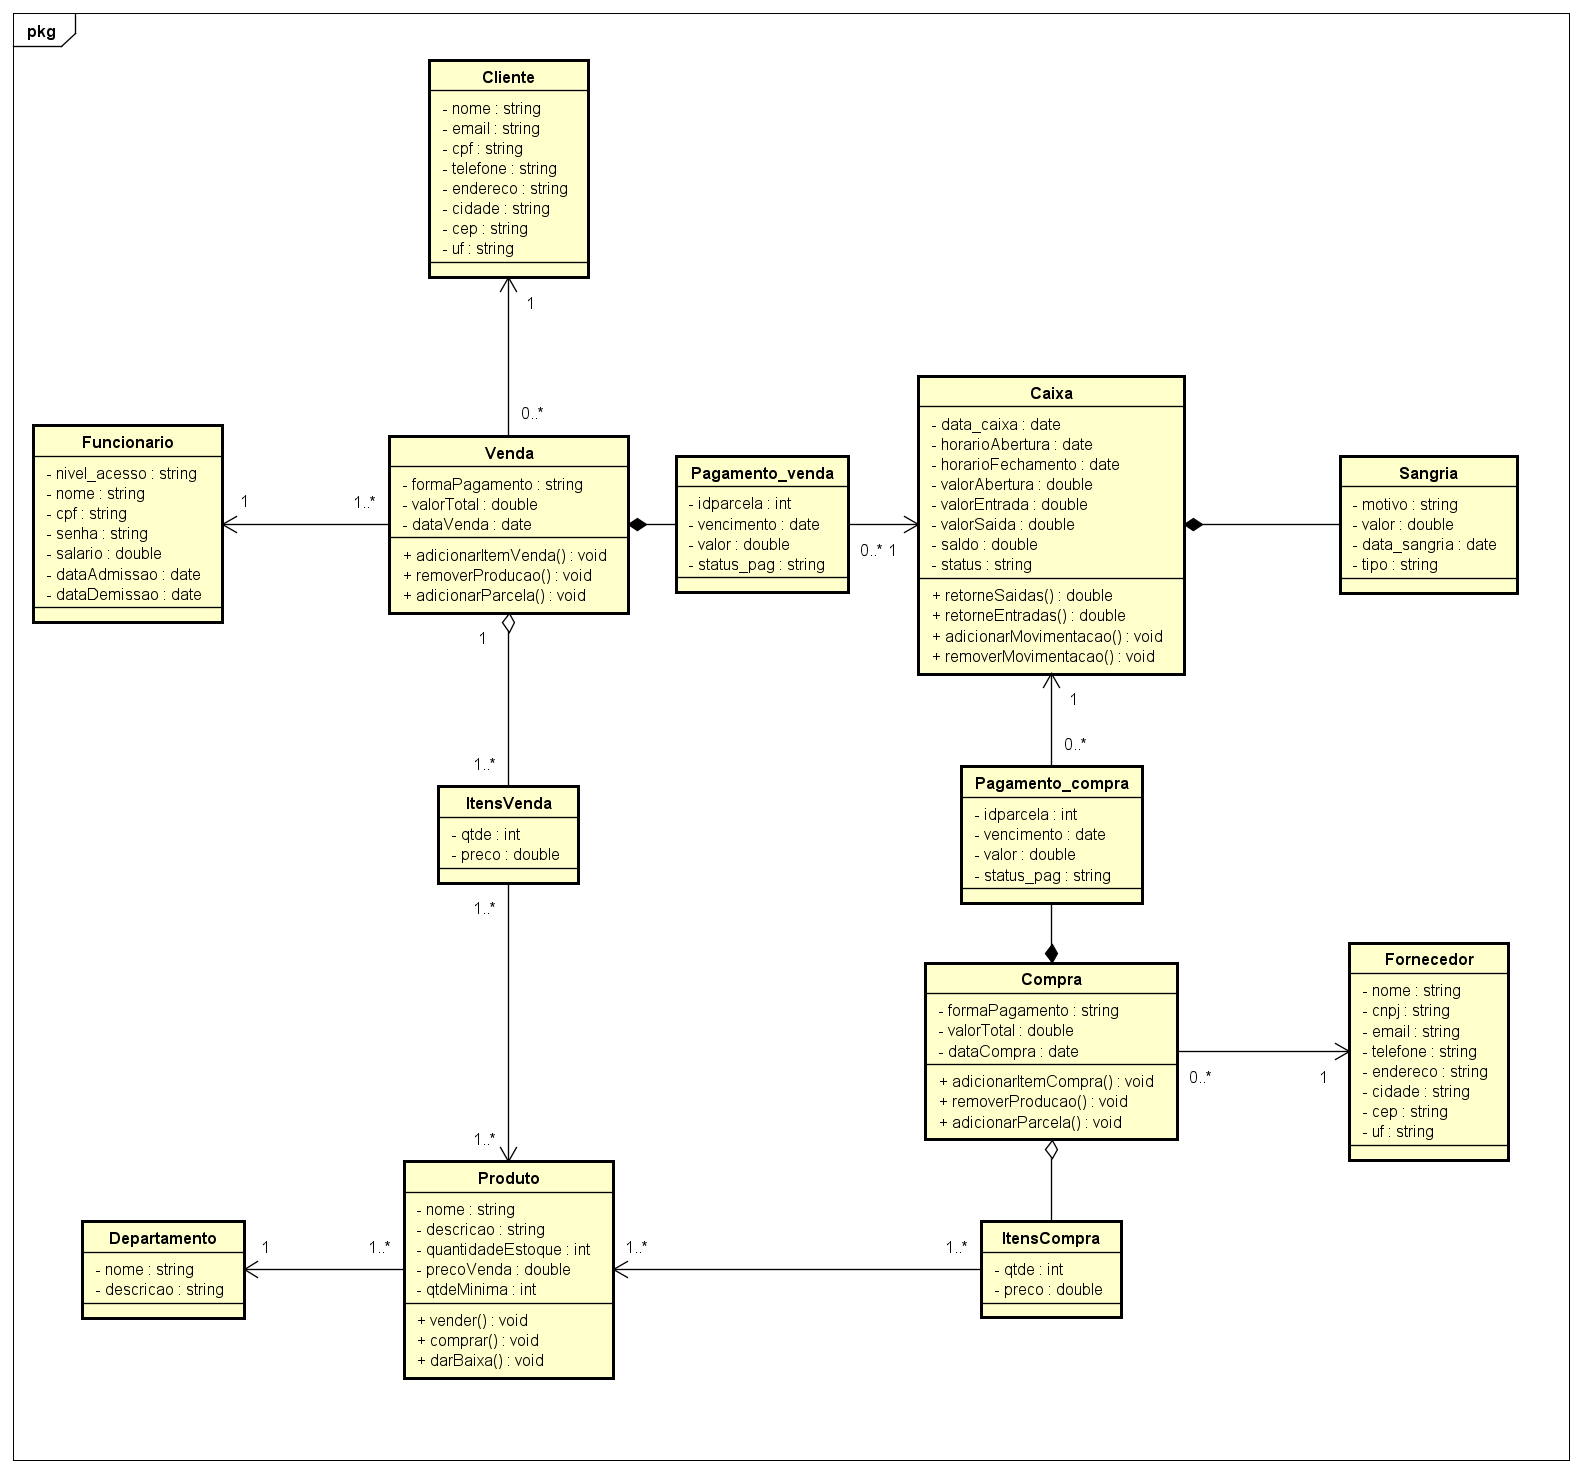 pkg
Cliente
- nome : string
- email : string
- cpf : string
- telefone : string
- endereco : string
- cidade : string
- cep : string
- uf : string
1
0..*
Funcionario
- nivel_acesso : string
- nome : string
- cpf : string
- senha : string
- salario : double
- dataAdmissao : date
- dataDemissao : date
1
1..*
Venda
- formaPagamento : string
- valorTotal : double
- dataVenda : date
+ adicionarItemVenda() : void
+ removerProducao() : void
+ adicionarParcela() : void
Pagamento_venda
- idparcela : int
- vencimento : date
- valor : double
- status_pag : string
0..* 1
Caixa
- data_caixa : date
- horarioAbertura : date
- horarioFechamento : date
- valorAbertura : double
- valorEntrada : double
- valorSaida : double
- saldo : double
- status : string
+ retorneSaidas() : double
+ retorneEntradas() : double
+ adicionarMovimentacao() : void
+ removerMovimentacao() : void
Sangria
- motivo : string
- valor : double
- data_sangria : date
- tipo : string
1
1..*
1
0..*
ItensVenda
- qtde : int
- preco : double
1..*
1..*
Pagamento_compra
- idparcela : int
- vencimento : date
- valor : double
- status_pag : string
Compra
- formaPagamento : string
- valorTotal : double
- dataCompra : date
+ adicionarItemCompra() : void
+ removerProducao() : void
+ adicionarParcela() : void
0..*
1
Fornecedor
- nome : string
- cnpj : string
- email : string
- telefone : string
- endereco : string
- cidade : string
- cep : string
- uf : string
Departamento
- nome : string
- descricao : string
1
1..*
Produto
- nome : string
- descricao : string
- quantidadeEstoque : int
- precoVenda : double
- qtdeMinima : int
+ vender() : void
+ comprar() : void
+ darBaixa() : void
1..*
1..*
ItensCompra
- qtde : int
- preco : double